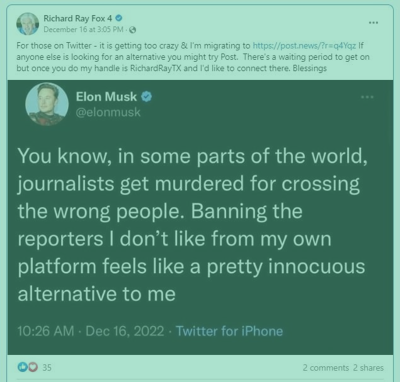 Richard Ray Fox 4
December 16 at 3:05 PM ·
For those on Twitter - it is getting too crazy & I'm migrating to https://post.news/?r=q4Yqz If
anyone else is looking for an alternative you might try Post. There's a waiting period to get on
but once you do my handle is RichardRayTX and I'd like to connect there. Blessings
Elon Musk
@elonmusk
You know, in some parts of the world,
journalists get murdered for crossing
the wrong people. Banning the
reporters I don't like from my own
platform feels like a pretty innocuous
alternative to me
10:26 AM · Dec 16, 2022 · Twitter for iPhone
35
2 comments 2 shares